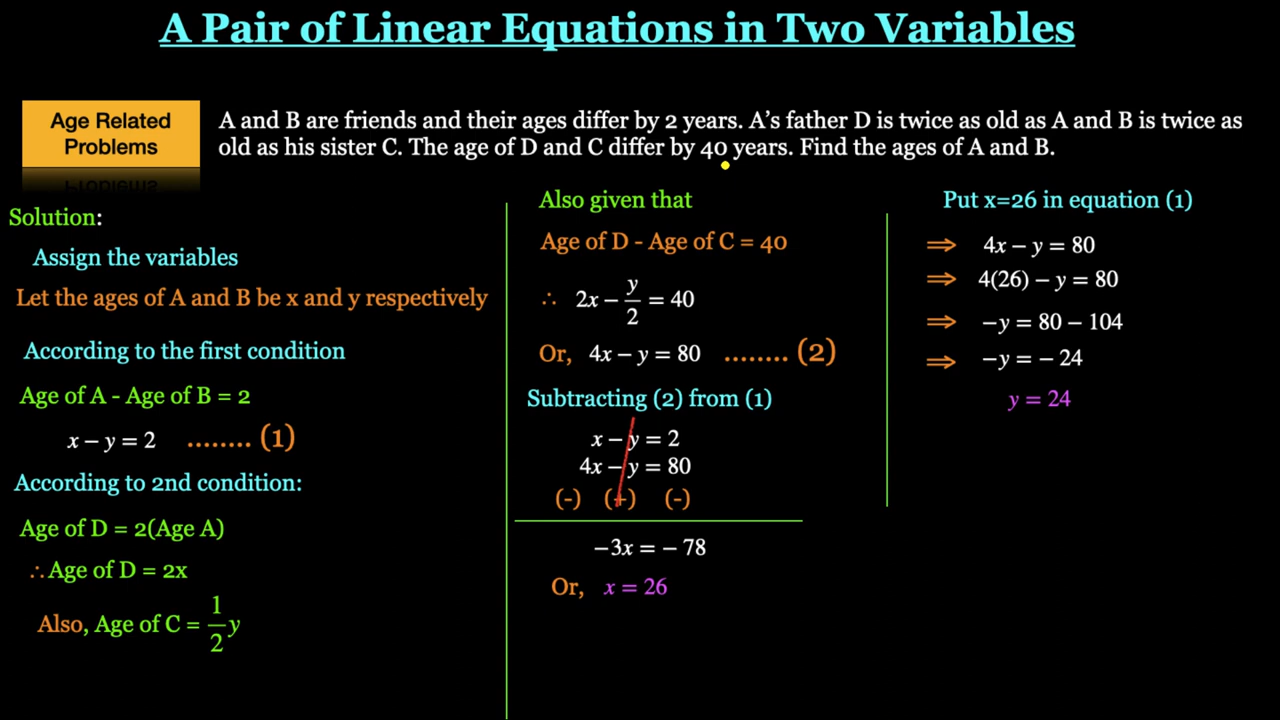 A Pair of Linear Equations in Two Variables
Age Related
Problems
A and B are friends and their ages differ by 2 years. A's father D is twice as old as A and B is twice as
old as his sister C. The age of D and C differ by 40 years. Find the ages of A and B.
Solution:
Assign the variables
Let the ages of A and B be x and y respectively
According to the first condition
Age of A - Age of B = 2
x − y = 2 ........ (1)
According to 2nd condition:
Age of D = 2(Age A)
∴ Age of D = 2x
Also, Age of C = 1/2 y
Also given that
Age of D - Age of C = 40
∴ 2x − y/2 = 40
Or, 4x − y = 80 ........ (2)
Subtracting (2) from (1)
x − y = 2
4x − y = 80
(-) (+) (-)
−3x = − 78
Or, x = 26
Put x=26 in equation (1)
⇒ 4x − y = 80
⇒ 4(26) − y = 80
⇒ −y = 80 − 104
⇒ −y = − 24
y = 24